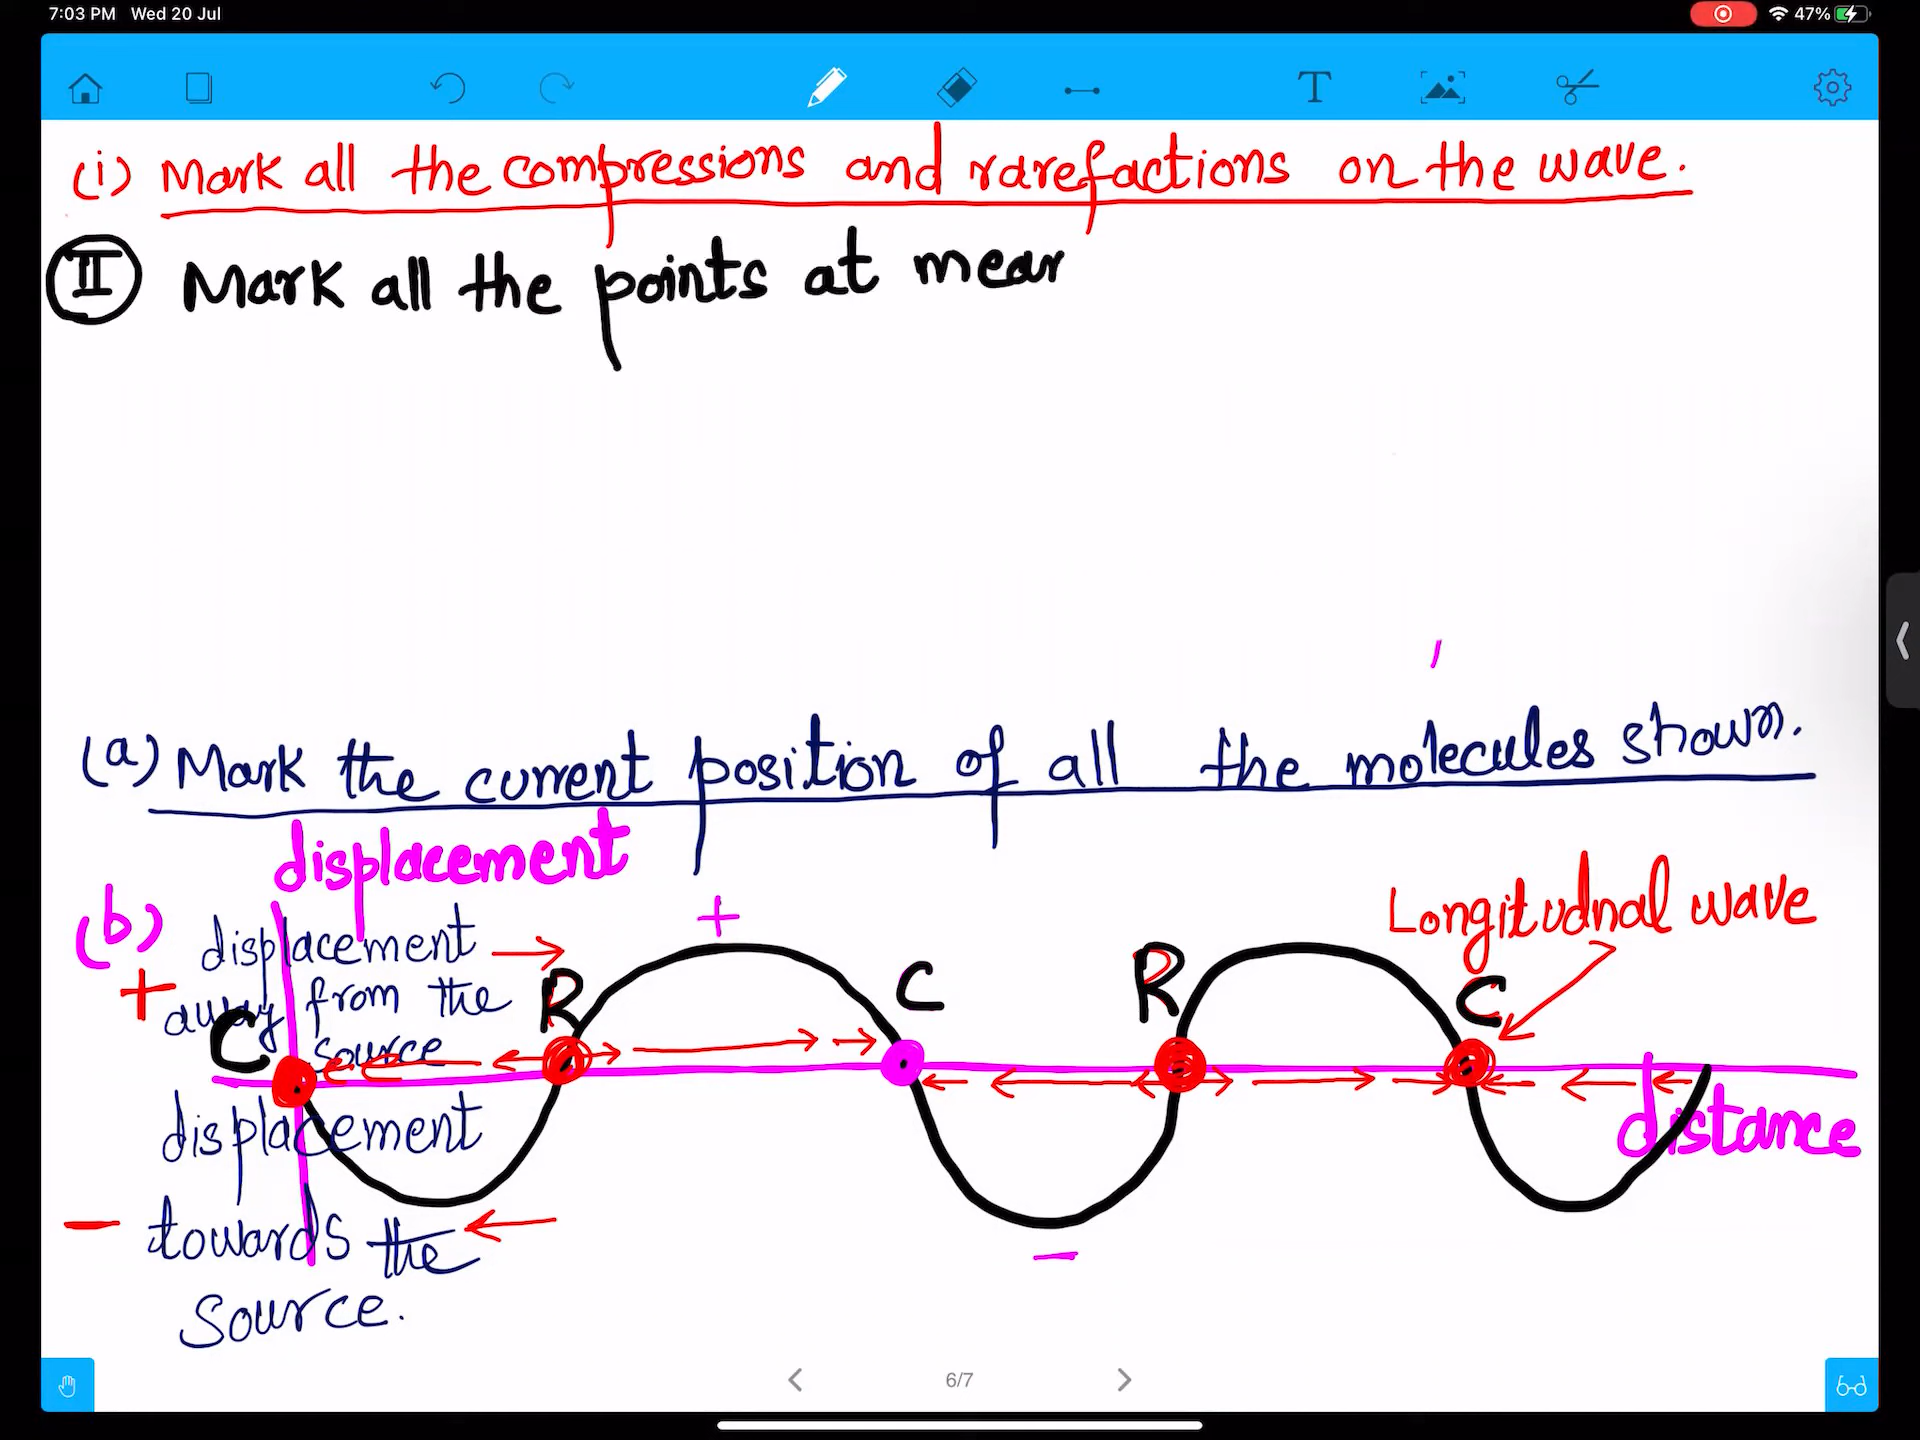 7:03 PM Wed 20 Jul
47%
T
(i) Mark all the compressions and rarefactions on the wave.
II Mark all the points at mear
(a) Mark the current position of all the molecules shown.
displacement
(b)
+
displacement
away from the
source
+
Longitudnal wave
C R C R C
distance
displacement
- towards the
source.
-
6/7